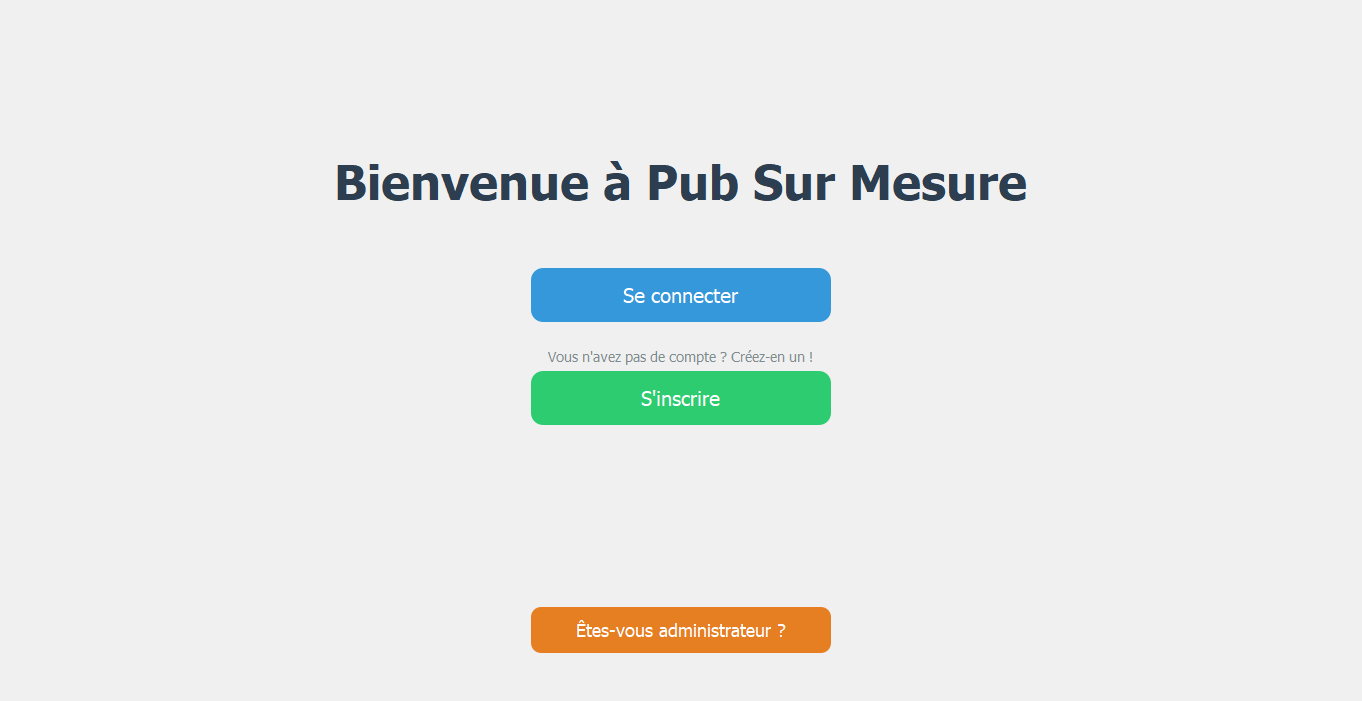 Bienvenue à Pub Sur Mesure
Se connecter
Vous n'avez pas de compte ? Créez-en un !
S'inscrire
Êtes-vous administrateur ?